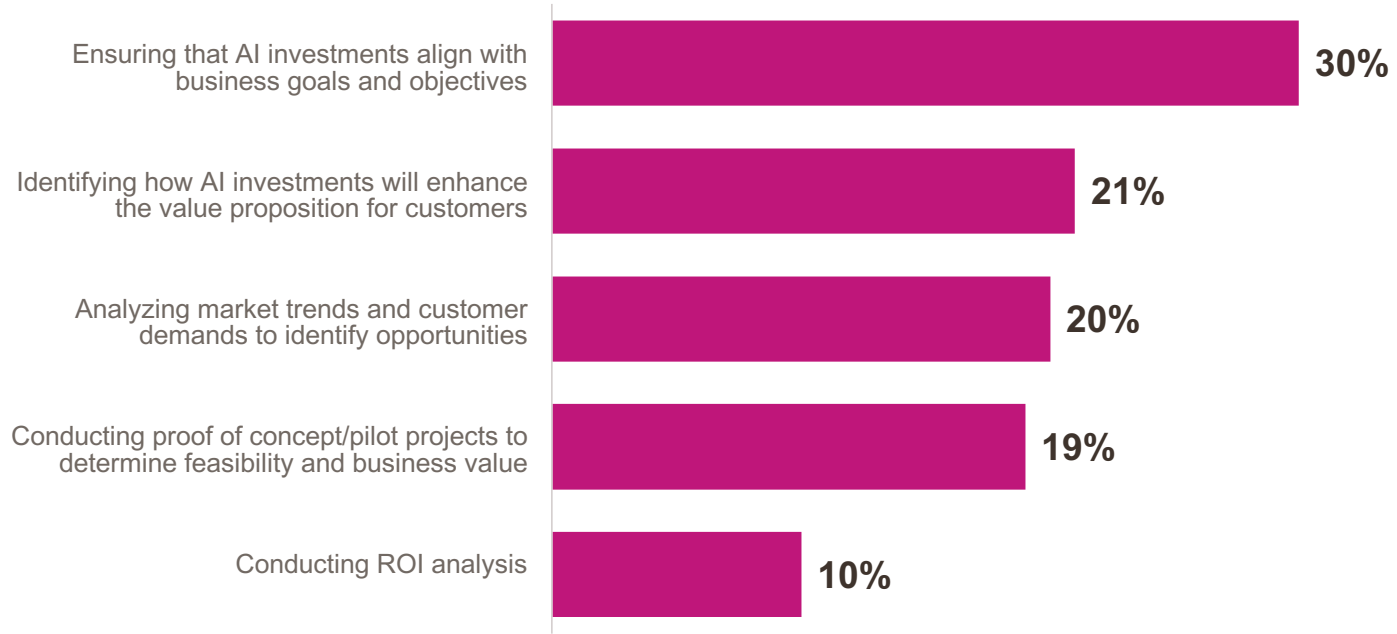 Ensuring that AI investments align with
business goals and objectives
30%
Identifying how AI investments will enhance
the value proposition for customers
21%
Analyzing market trends and customer
demands to identify opportunities
20%
Conducting proof of concept/pilot projects to
determine feasibility and business value
19%
Conducting ROI analysis
10%